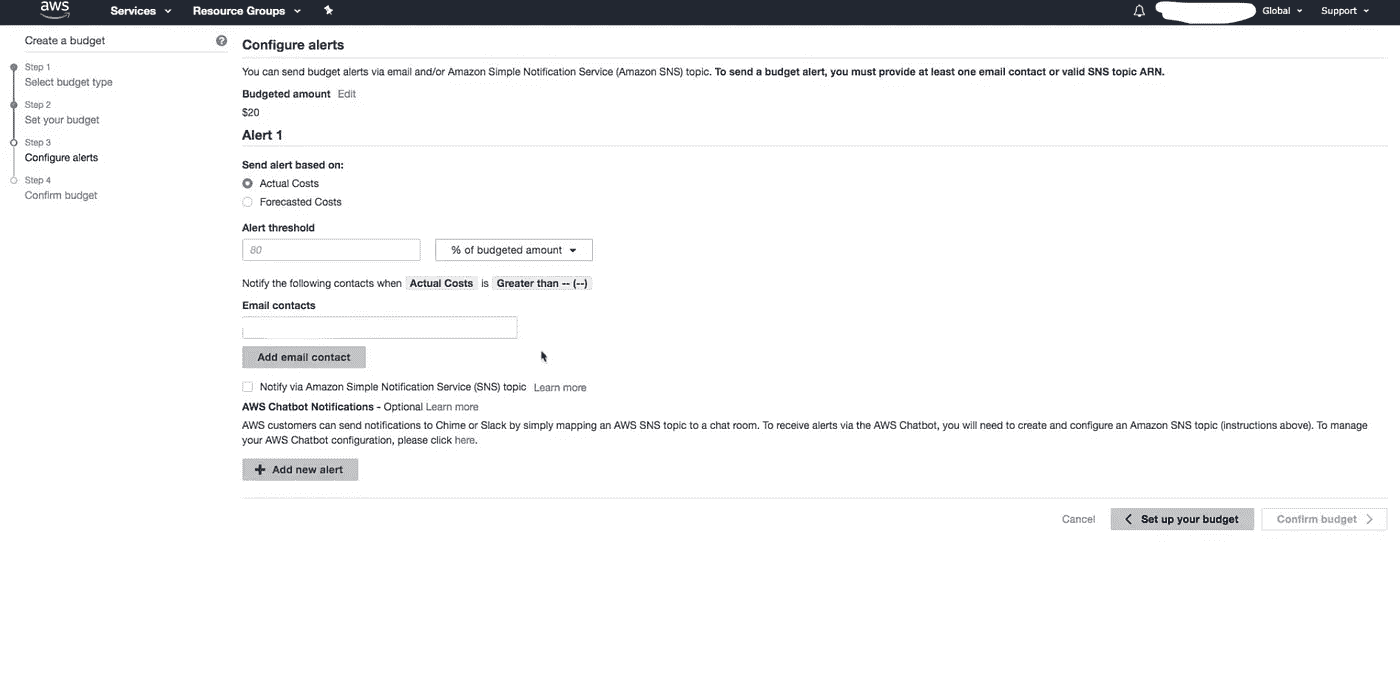 aws Services Resource Groups Global Support
Create a budget ?
Step 1
Select budget type
Step 2
Set your budget
Step 3
Configure alerts
Step 4
Confirm budget
Configure alerts
You can send budget alerts via email and/or Amazon Simple Notification Service (Amazon SNS) topic. To send a budget alert, you must provide at least one email contact or valid SNS topic ARN.
Budgeted amount Edit
$20
Alert 1
Send alert based on:
Actual Costs
Forecasted Costs
Alert threshold
80 % of budgeted amount
Notify the following contacts when Actual Costs is Greater than -- (--)
Email contacts
Add email contact
Notify via Amazon Simple Notification Service (SNS) topic Learn more
AWS Chatbot Notifications - Optional Learn more
AWS customers can send notifications to Chime or Slack by simply mapping an AWS SNS topic to a chat room. To receive alerts via the AWS Chatbot, you will need to create and configure an Amazon SNS topic (instructions above). To manage
your AWS Chatbot configuration, please click here.
Add new alert
Cancel Set up your budget Confirm budget